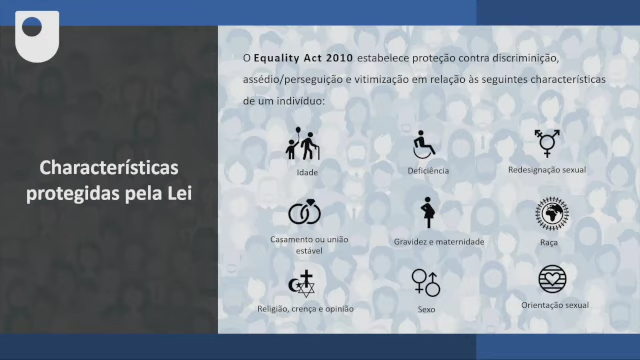 Características
protegidas pela Lei
O Equality Act 2010 estabelece proteção contra discriminição,
assédio/perseguição e vitimização em relação às seguintes características
de um indivíduo:
Idade
Deficiência
Redesignação sexual
Casamento ou união
estável
Gravidez e maternidade
Raça
Religião, crença e opinião
Sexo
Orientação sexual